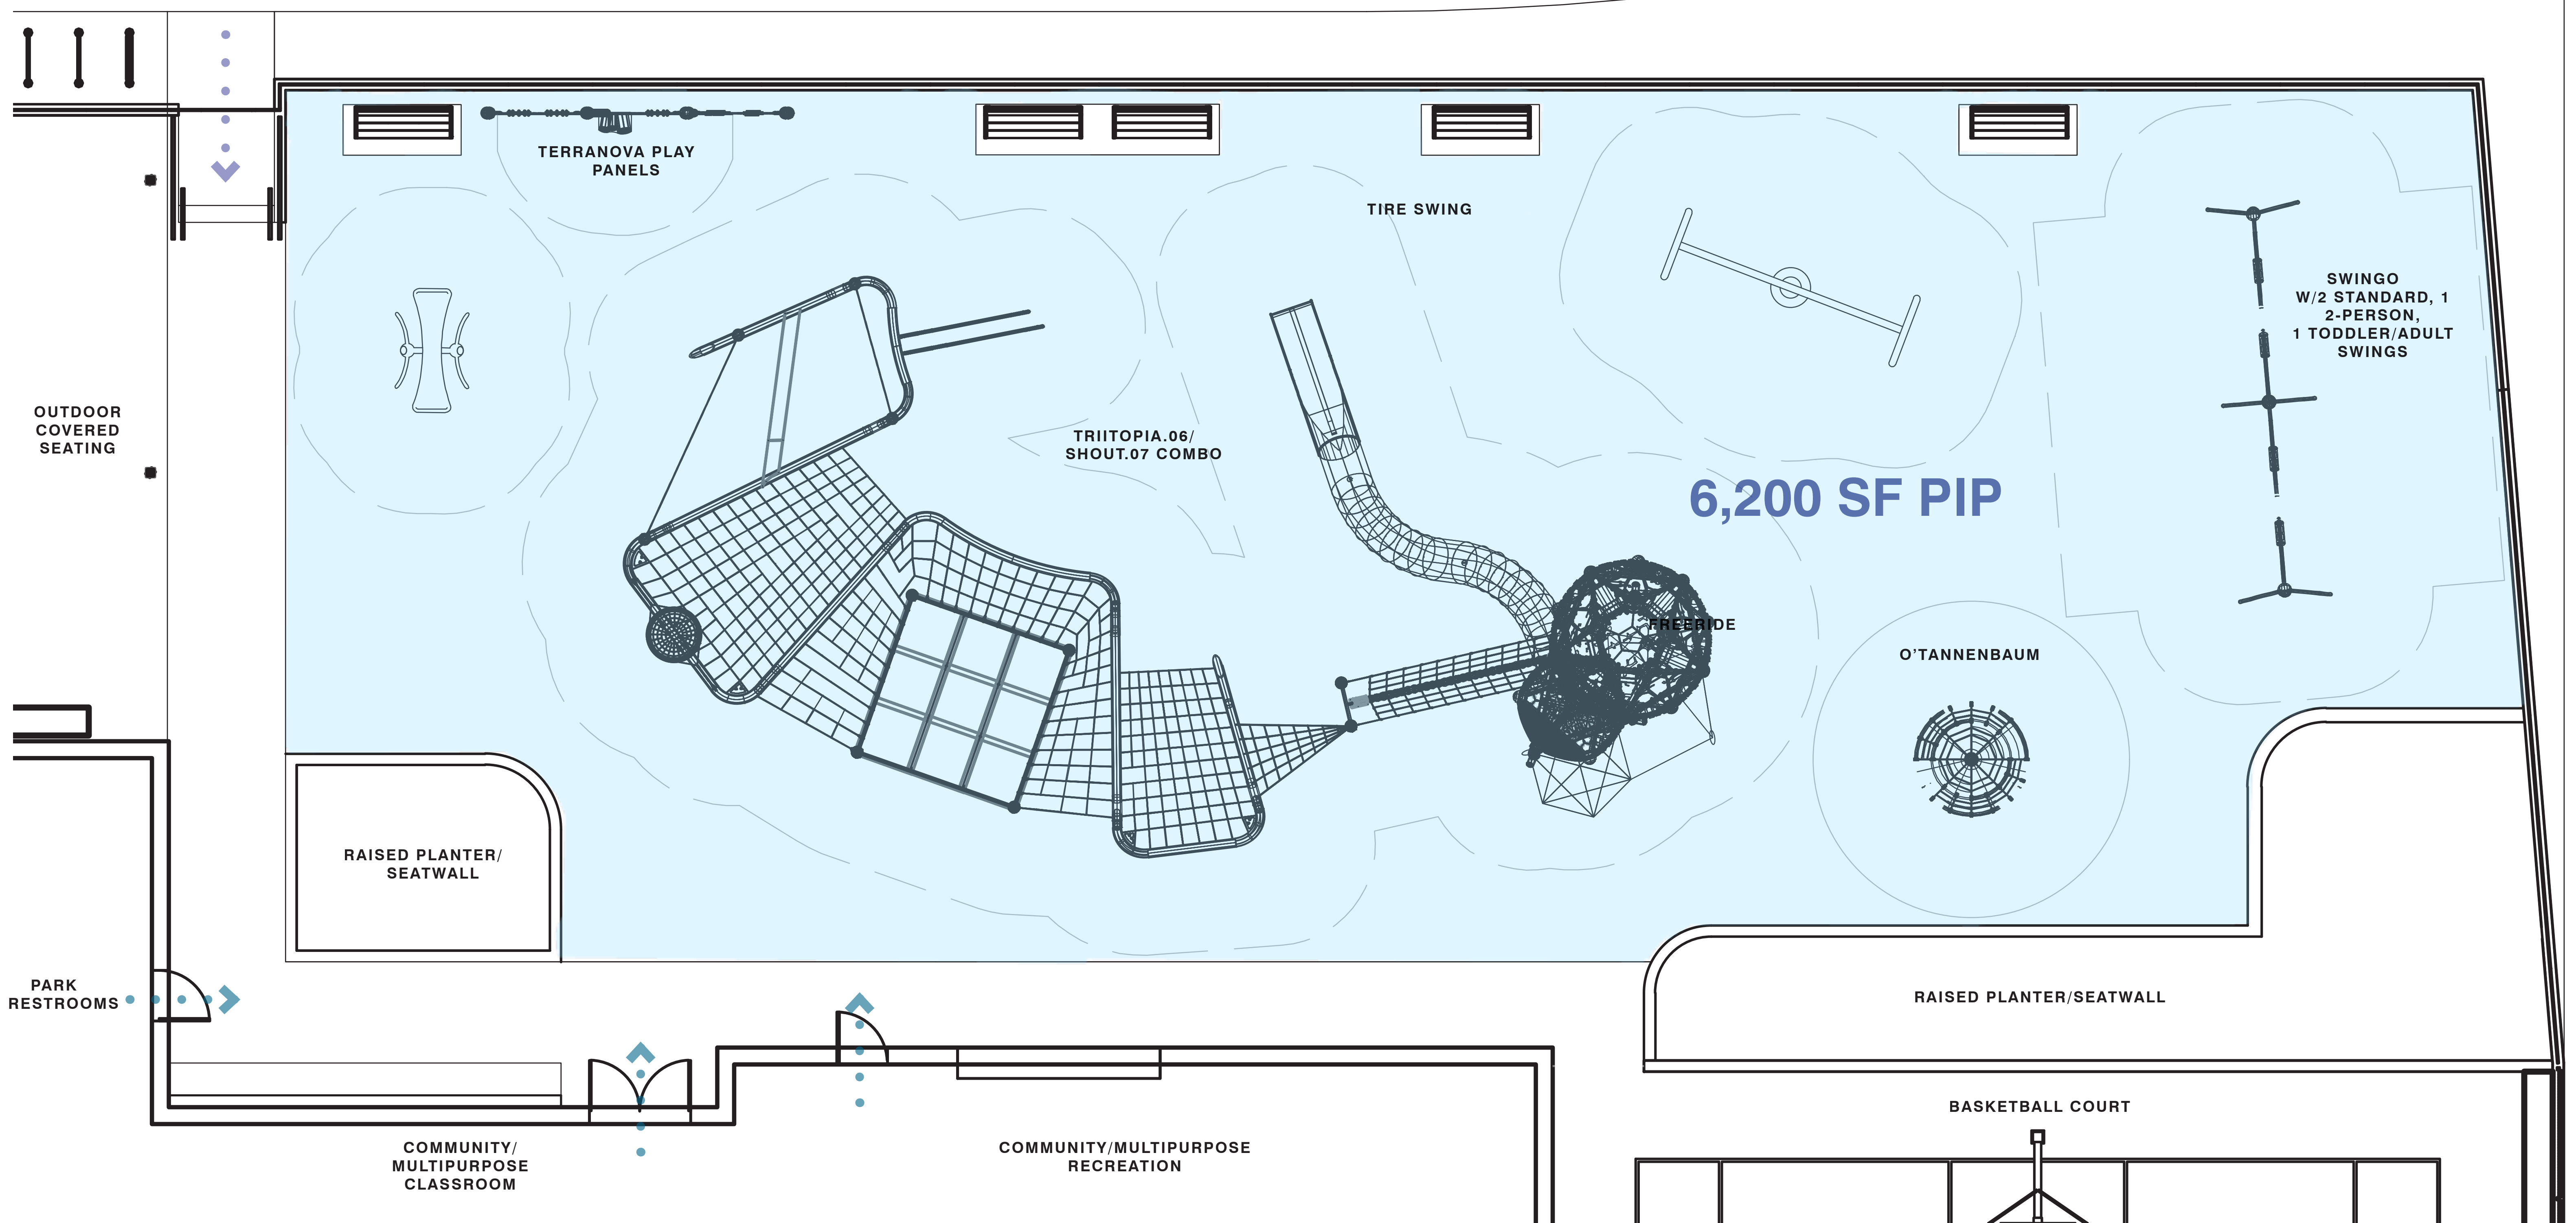 TERRANOVA PLAY
PANELS
TIRE SWING
SWINGO
W/2 STANDARD, 1
2-PERSON,
1 TODDLER/ADULT
SWINGS
OUTDOOR
COVERED
SEATING
TRIITOPIA.06/
SHOUT.07 COMBO
6,200 SF PIP
FREERIDE
O'TANNENBAUM
RAISED PLANTER/
SEATWALL
PARK
RESTROOMS
RAISED PLANTER/SEATWALL
BASKETBALL COURT
COMMUNITY/
MULTIPURPOSE
CLASSROOM
COMMUNITY/MULTIPURPOSE
RECREATION